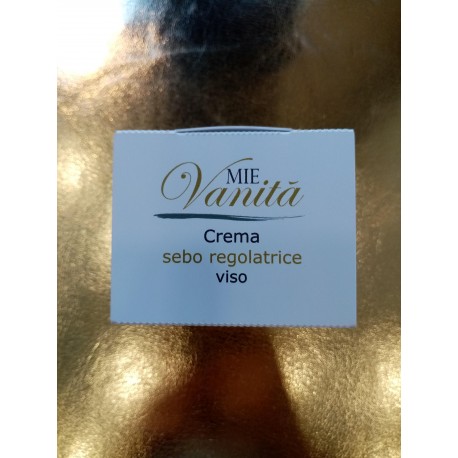 MIE
Vanità
Crema
sebo regolatrice
viso